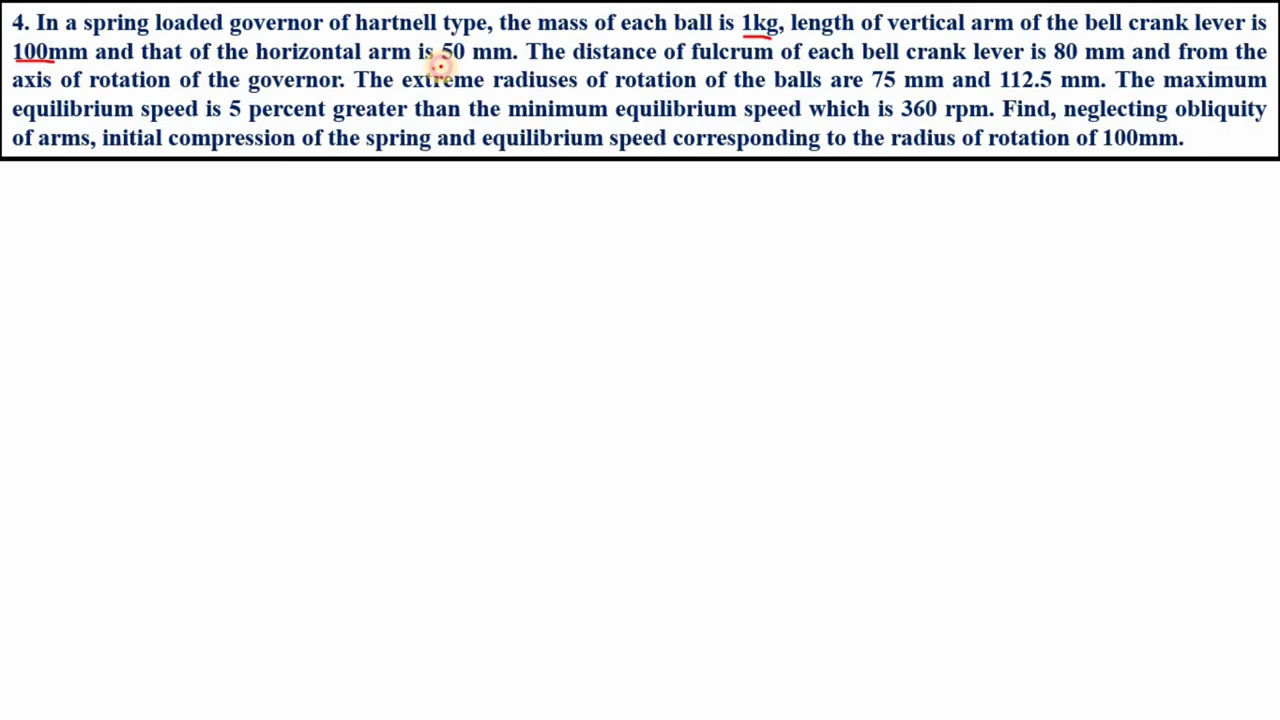 4. In a spring loaded governor of hartnell type, the mass of each ball is 1kg, length of vertical arm of the bell crank lever is
100mm and that of the horizontal arm is 50 mm. The distance of fulcrum of each bell crank lever is 80 mm and from the
axis of rotation of the governor. The extreme radiuses of rotation of the balls are 75 mm and 112.5 mm. The maximum
equilibrium speed is 5 percent greater than the minimum equilibrium speed which is 360 rpm. Find, neglecting obliquity
of arms, initial compression of the spring and equilibrium speed corresponding to the radius of rotation of 100mm.